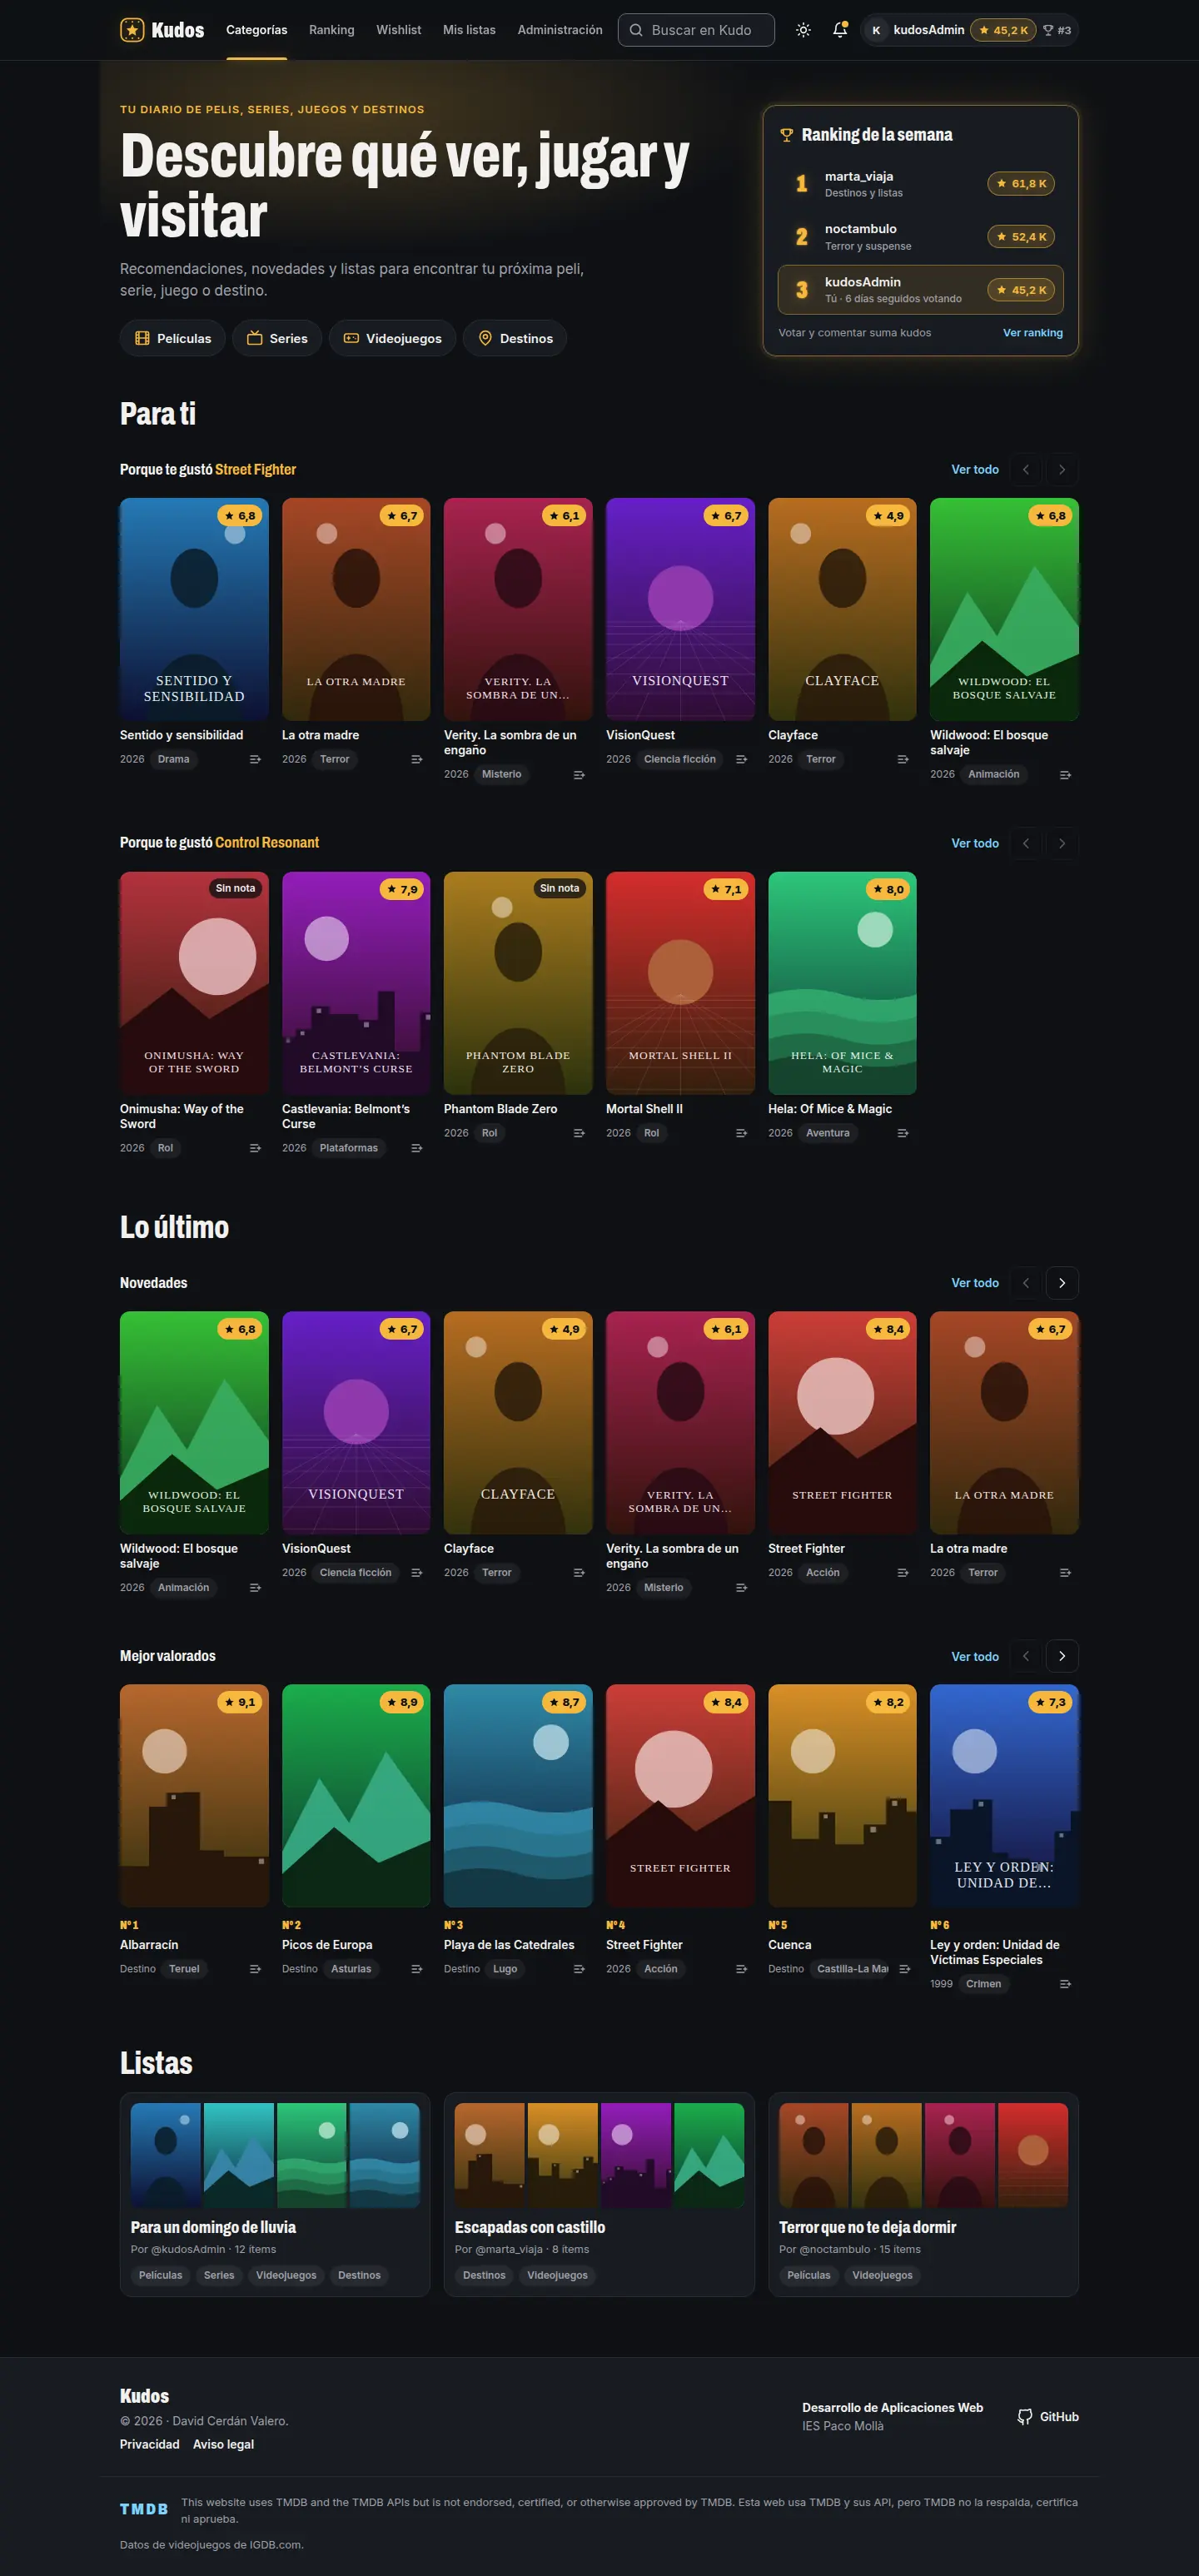 Kudos
Categorías
Ranking
Wishlist
Mis listas
Administración
Buscar en Kudo
K
kudosAdmin
45,2 K
#3
TU DIARIO DE PELIS, SERIES, JUEGOS Y DESTINOS
Descubre qué ver, jugar y
visitar
Recomendaciones, novedades y listas para encontrar tu próxima peli,
serie, juego o destino.
Películas
Series
Videojuegos
Destinos
Ranking de la semana
1
marta_viaja
Destinos y listas
61,8 K
2
noctambulo
Terror y suspense
52,4 K
3
kudosAdmin
Tú · 6 días seguidos votando
45,2 K
Votar y comentar suma kudos
Ver ranking
Para ti
Porque te gustó Street Fighter
Ver todo
6,8
SENTIDO Y
SENSIBILIDAD
Sentido y sensibilidad
2026 Drama
6,7
LA OTRA MADRE
La otra madre
2026 Terror
6,1
VERITY. LA
SOMBRA DE UN…
Verity. La sombra de un
engaño
2026 Misterio
6,7
VISIONQUEST
VisionQuest
2026 Ciencia ficción
4,9
CLAYFACE
Clayface
2026 Terror
6,8
WILDWOOD: EL
BOSQUE SALVAJE
Wildwood: El bosque
salvaje
2026 Animación
Porque te gustó Control Resonant
Ver todo
Sin nota
ONIMUSHA: WAY
OF THE SWORD
Onimusha: Way of the
Sword
2026 Rol
7,9
CASTLEVANIA:
BELMONT’S CURSE
Castlevania: Belmont’s
Curse
2026 Plataformas
Sin nota
PHANTOM BLADE
ZERO
Phantom Blade Zero
2026 Rol
7,1
MORTAL SHELL II
Mortal Shell II
2026 Rol
8,0
HELA: OF MICE &
MAGIC
Hela: Of Mice & Magic
2026 Aventura
Lo último
Novedades
Ver todo
6,8
WILDWOOD: EL
BOSQUE SALVAJE
Wildwood: El bosque
salvaje
2026 Animación
6,7
VISIONQUEST
VisionQuest
2026 Ciencia ficción
4,9
CLAYFACE
Clayface
2026 Terror
6,1
VERITY. LA
SOMBRA DE UN…
Verity. La sombra de un
engaño
2026 Misterio
8,4
STREET FIGHTER
Street Fighter
2026 Acción
6,7
LA OTRA MADRE
La otra madre
2026 Terror
Mejor valorados
Ver todo
9,1
Nº 1
Albarracín
Destino Teruel
8,9
Nº 2
Picos de Europa
Destino Asturias
8,7
Nº 3
Playa de las Catedrales
Destino Lugo
8,4
STREET FIGHTER
Nº 4
Street Fighter
2026 Acción
8,2
Nº 5
Cuenca
Destino Castilla-La
7,3
LEY Y ORDEN:
UNIDAD DE…
Nº 6
Ley y orden: Unidad de
Víctimas Especiales
1999 Crimen
Listas
Para un domingo de lluvia
Por @kudosAdmin · 12 ítems
Películas
Series
Videojuegos
Destinos
Escapadas con castillo
Por @marta_viaja · 8 ítems
Destinos
Videojuegos
Terror que no te deja dormir
Por @noctambulo · 15 ítems
Películas
Videojuegos
Kudos
© 2026 · David Cerdán Valero.
Privacidad
Aviso legal
Desarrollo de Aplicaciones Web
IES Paco Mollà
GitHub
TMDB
This website uses TMDB and the TMDB APIs but is not endorsed, certified, or otherwise approved by TMDB. Esta web usa TMDB y sus API, pero TMDB no la respalda, certifica
ni aprueba.
Datos de videojuegos de IGDB.com.